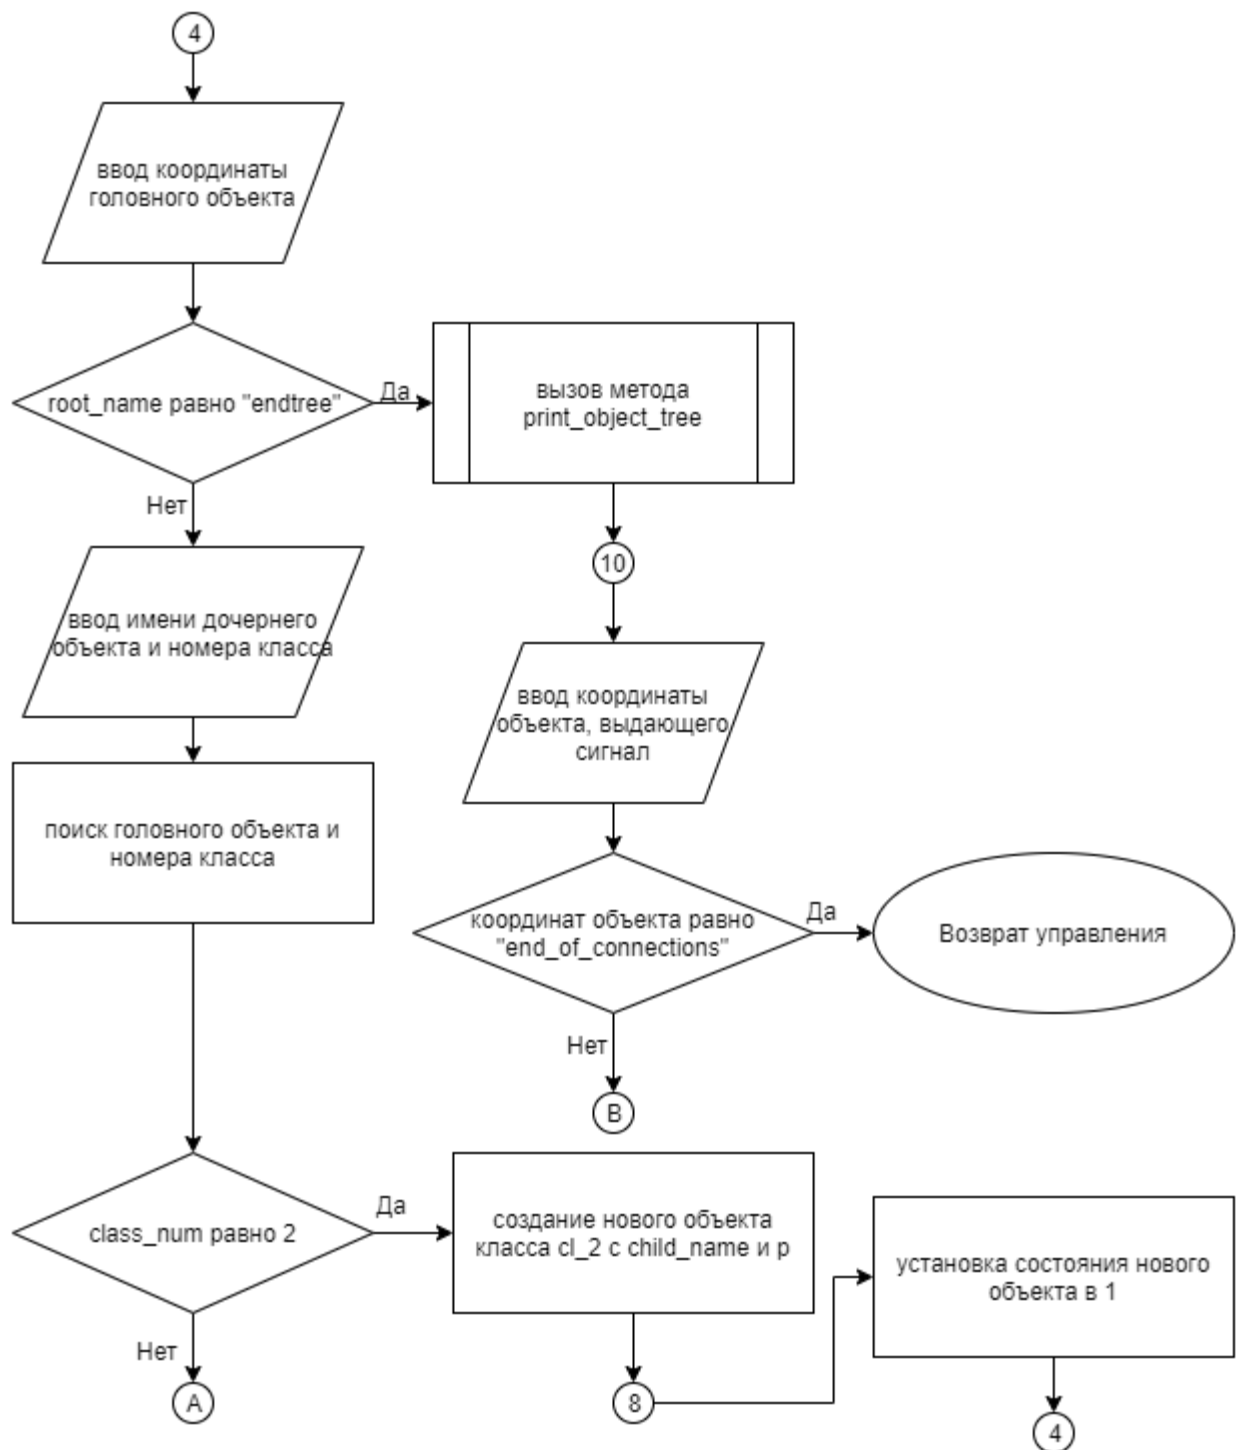 4
ввод координаты
головного объекта
root_name равно "endtree"
Да
вызов метода
print_object_tree
Нет
10
ввод имени дочернего
объекта и номера класса
ввод координаты
объекта, выдающего
сигнал
поиск головного объекта и
номера класса
координат объекта равно
"end_of_connections"
Да
Возврат управления
Нет
B
class_num равно 2
Да
создание нового объекта
класса cl_2 с child_name и p
установка состояния нового
объекта в 1
Нет
A
8
4